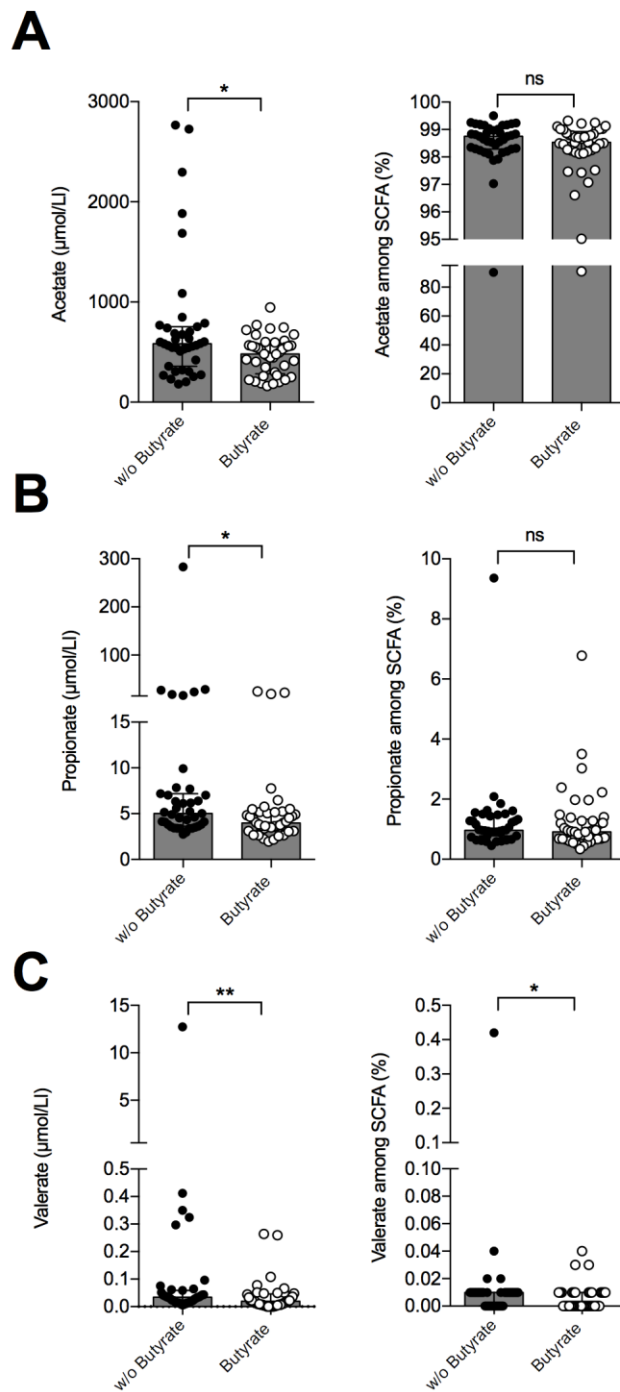 A
*
3000
2000
1000
0
Acetate (µmol/LI)
w/o Butyrate
Butyrate
ns
100
99
98
97
96
95
80
60
40
20
0
Acetate among SCFA (%)
w/o Butyrate
Butyrate
B
*
300
200
100
15
10
5
0
Propionate (µmol/LI)
w/o Butyrate
Butyrate
ns
10
8
6
4
2
0
Propionate among SCFA (%)
w/o Butyrate
Butyrate
C
**
15
10
5
0.5
0.4
0.3
0.2
0.1
0.0
Valerate (µmol/LI)
w/o Butyrate
Butyrate
*
0.5
0.4
0.3
0.2
0.1
0.10
0.08
0.06
0.04
0.02
0.00
Valerate among SCFA (%)
w/o Butyrate
Butyrate